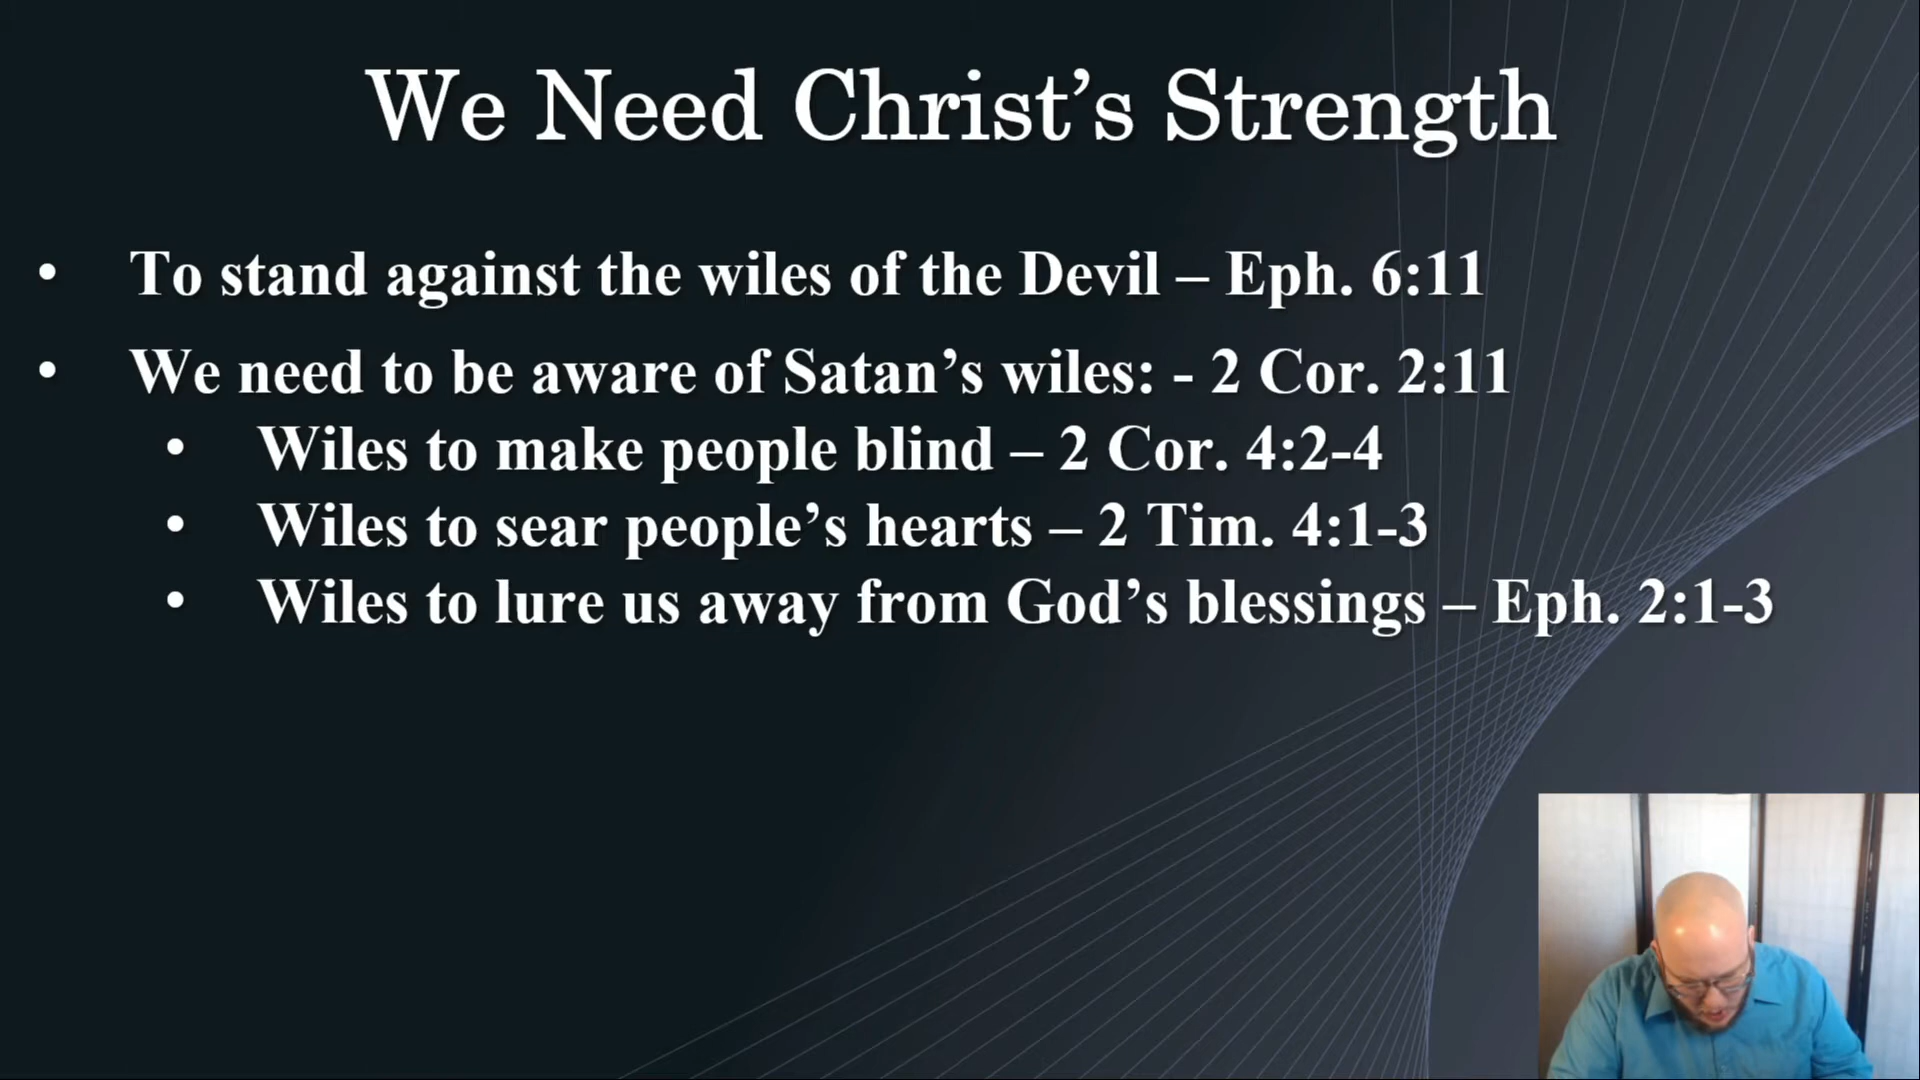 We Need Christ’s Strength
• To stand against the wiles of the Devil – Eph. 6:11
• We need to be aware of Satan’s wiles: - 2 Cor. 2:11
• Wiles to make people blind – 2 Cor. 4:2-4
• Wiles to sear people’s hearts – 2 Tim. 4:1-3
• Wiles to lure us away from God’s blessings – Eph. 2:1-3